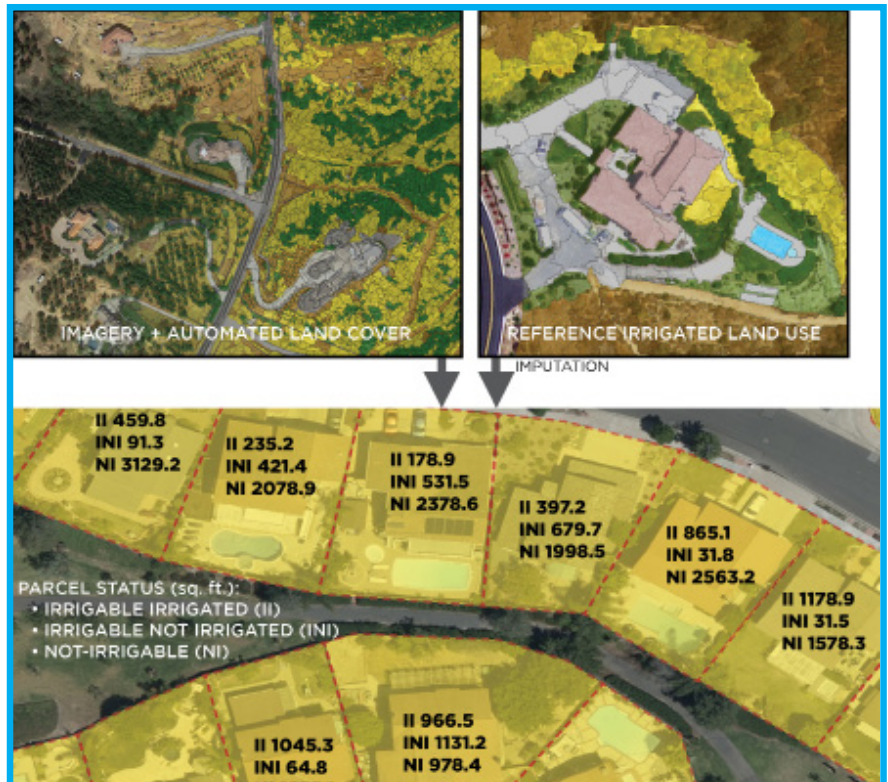 IMAGERY + AUTOMATED LAND COVER
REFERENCE IRRIGATED LAND USE
IMPUTATION
II 459.8
INI 91.3
NI 3129.2
II 235.2
INI 421.4
NI 2078.9
II 178.9
INI 531.5
NI 2378.6
II 397.2
INI 679.7
NI 1998.5
II 865.1
INI 31.8
NI 2563.2
II 1178.9
INI 31.5
NI 1578.3
PARCEL STATUS (sq. ft.):
• IRRIGABLE IRRIGATED (II)
• IRRIGABLE NOT IRRIGATED (INI)
• NOT-IRRIGABLE (NI)
II 1045.3
INI 64.8
II 966.5
INI 1131.2
NI 978.4